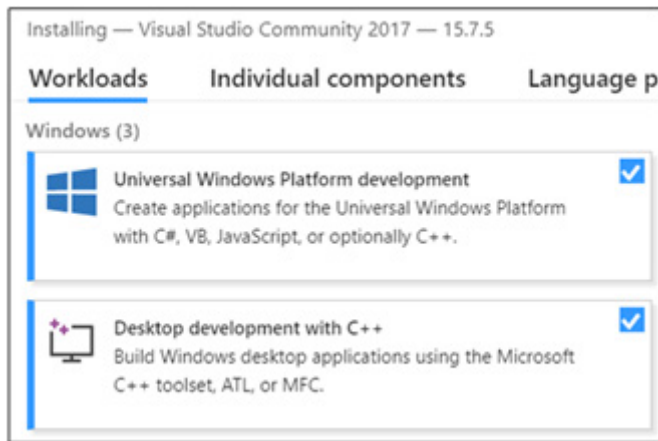 Installing — Visual Studio Community 2017 — 15.7.5
Workloads Individual components Language p
Windows (3)
Universal Windows Platform development
Create applications for the Universal Windows Platform
with C#, VB, JavaScript, or optionally C++.
Desktop development with C++
Build Windows desktop applications using the Microsoft
C++ toolset, ATL, or MFC.